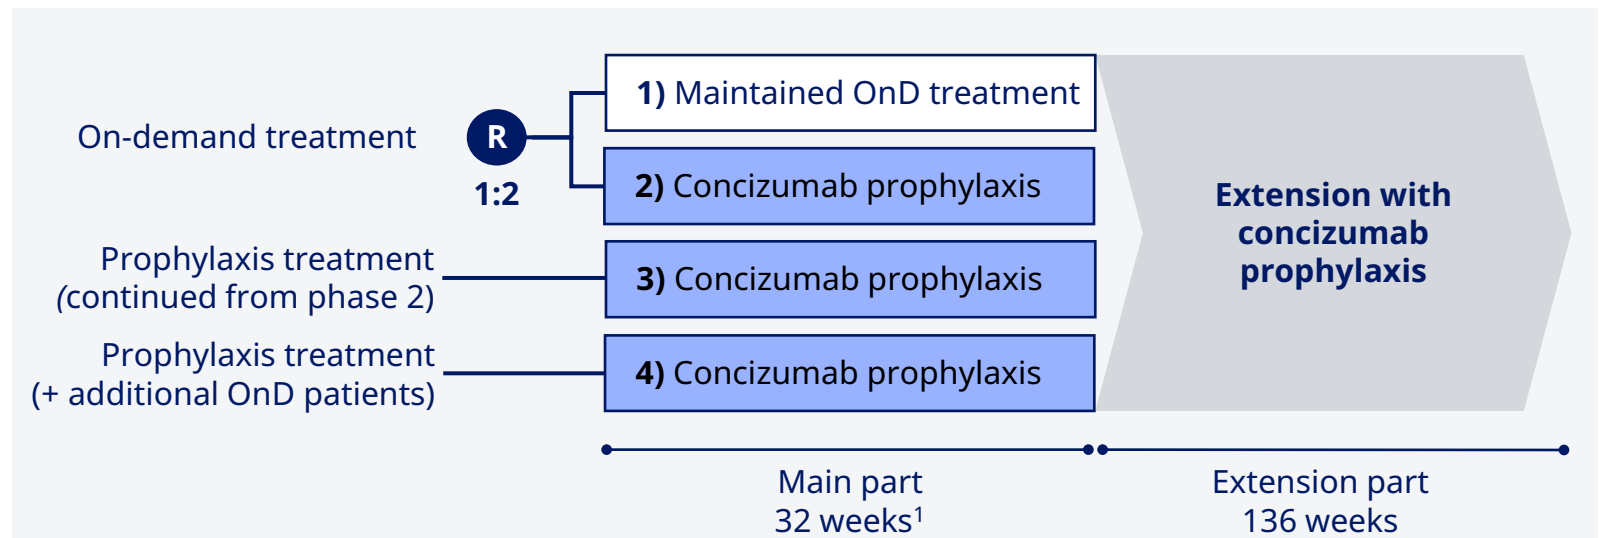 On-demand treatment
R
1:2
1) Maintained OnD treatment
2) Concizumab prophylaxis
Prophylaxis treatment
(continued from phase 2)
3) Concizumab prophylaxis
Prophylaxis treatment
(+ additional OnD patients)
4) Concizumab prophylaxis
Extension with
concizumab
prophylaxis
Main part
32 weeks¹
Extension part
136 weeks